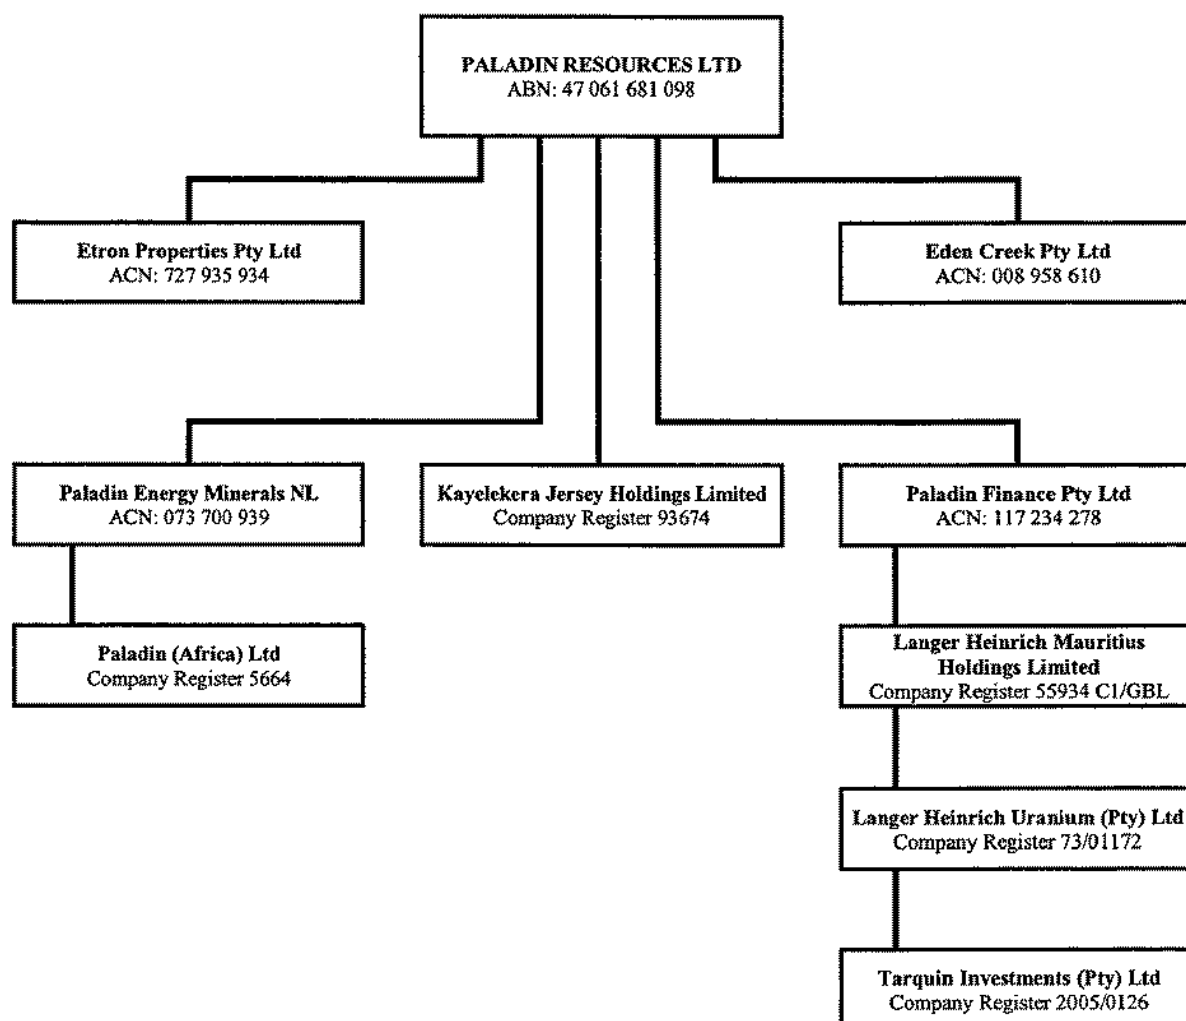 PALADIN RESOURCES LTD
ABN: 47 061 681 098
Etron Properties Pty Ltd
ACN: 727 935 934
Eden Creek Pty Ltd
ACN: 008 958 610
Paladin Energy Minerals NL
ACN: 073 700 939
Kayelekera Jersey Holdings Limited
Company Register 93674
Paladin Finance Pty Ltd
ACN: 117 234 278
Paladin (Africa) Ltd
Company Register 5664
Langer Heinrich Mauritius
Holdings Limited
Company Register 55934 C1/GBL
Langer Heinrich Uranium (Pty) Ltd
Company Register 73/01172
Tarquin Investments (Pty) Ltd
Company Register 2005/0126